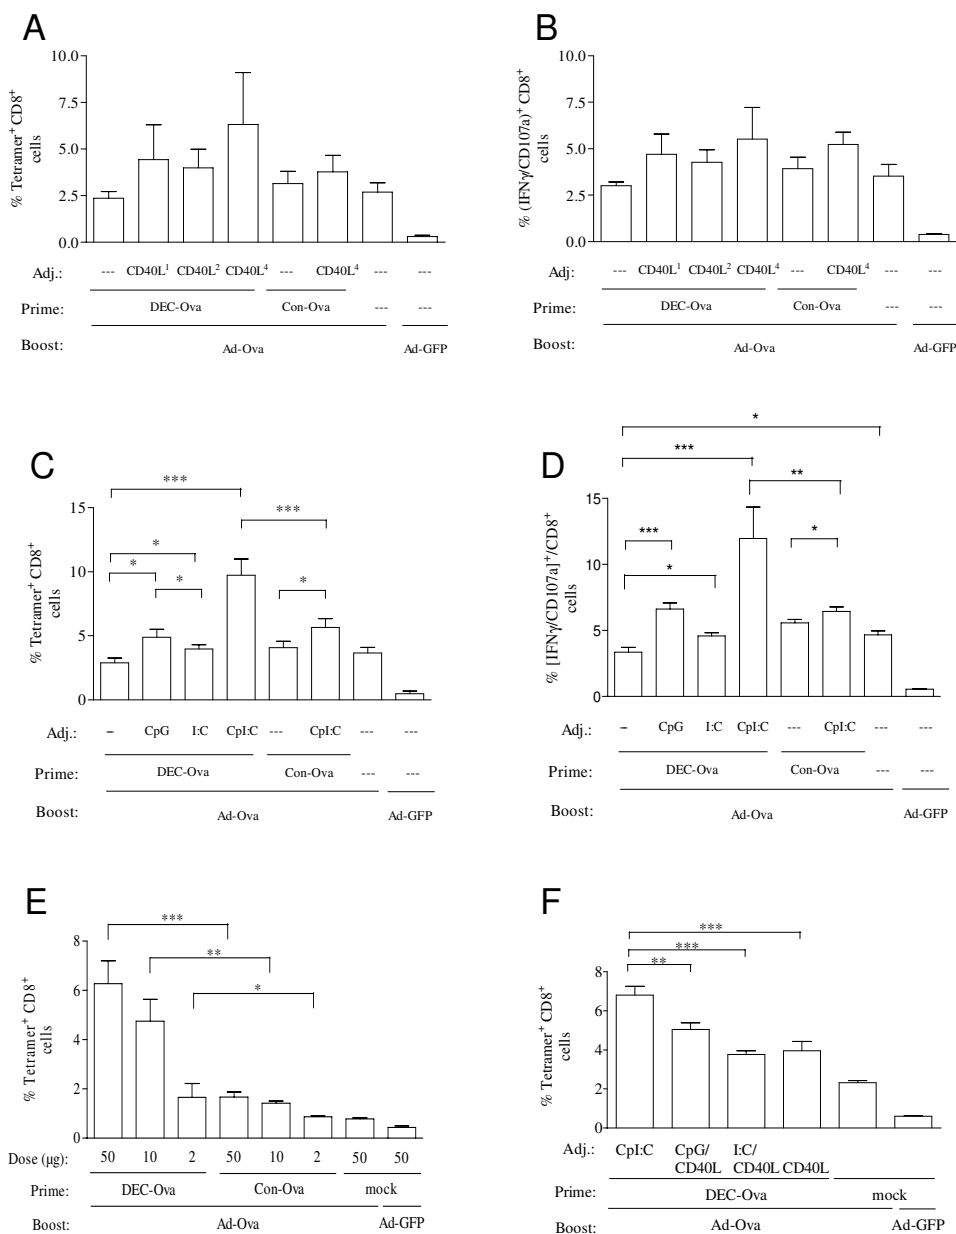 A
% Tetramer⁺ CD8⁺
cells
10.0
7.5
5.0
2.5
0.0
Adj.: --- CD40L¹ CD40L² CD40L⁴ --- CD40L⁴ --- ---
Prime: DEC-Ova Con-Ova --- ---
Boost: Ad-Ova Ad-GFP
B
% (IFNγ/CD107a)⁺ CD8⁺
cells
10.0
7.5
5.0
2.5
0.0
Adj: --- CD40L¹ CD40L² CD40L⁴ --- CD40L⁴ --- ---
Prime: DEC-Ova Con-Ova --- ---
Boost: Ad-Ova Ad-GFP
C
% Tetramer⁺ CD8⁺
cells
15
10
5
0
***
***
*
*
*
*
Adj.: – CpG I:C CpI:C --- CpI:C --- ---
Prime: DEC-Ova Con-Ova --- ---
Boost: Ad-Ova Ad-GFP
D
% [IFNγ/CD107a]⁺/CD8⁺
cells
15
10
5
0
*
***
**
***
*
*
Adj.: --- CpG I:C CpI:C --- CpI:C --- ---
Prime: DEC-Ova Con-Ova --- ---
Boost: Ad-Ova Ad-GFP
E
% Tetramer⁺ CD8⁺
cells
8
6
4
2
0
***
**
*
Dose (µg): 50 10 2 50 10 2 50 50
Prime: DEC-Ova Con-Ova mock
Boost: Ad-Ova Ad-GFP
F
% Tetramer⁺ CD8⁺
cells
8
6
4
2
0
***
***
**
Adj.: CpI:C CpG/ I:C/
CD40L CD40L CD40L
Prime: DEC-Ova mock
Boost: Ad-Ova Ad-GFP